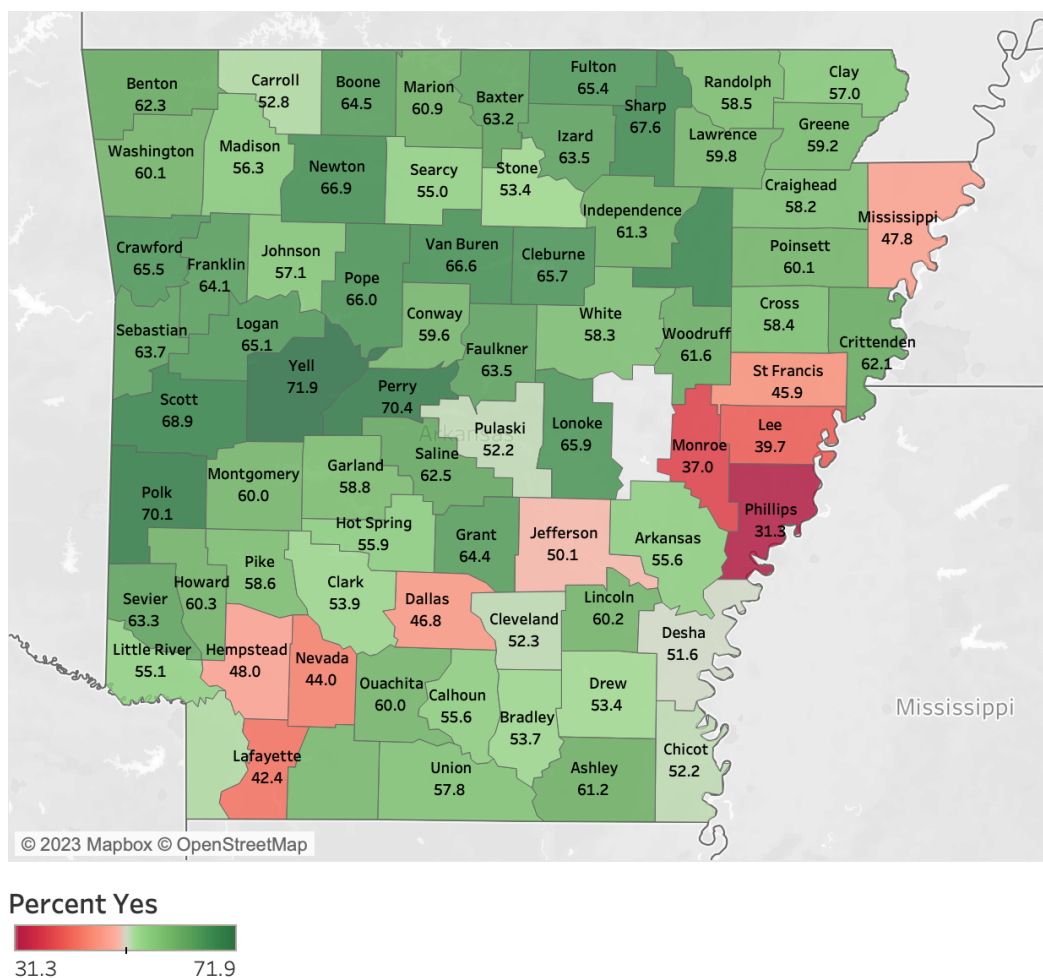 Benton
62.3
Carroll
52.8
Boone
64.5
Marion
60.9
Baxter
63.2
Fulton
65.4
Sharp
67.6
Randolph
58.5
Clay
57.0
Izard
63.5
Lawrence
59.8
Greene
59.2
Washington
60.1
Madison
56.3
Newton
66.9
Searcy
55.0
Stone
53.4
Independence
61.3
Craighead
58.2
Mississippi
47.8
Crawford
65.5
Franklin
64.1
Johnson
57.1
Pope
66.0
Van Buren
66.6
Cleburne
65.7
Poinsett
60.1
Sebastian
63.7
Logan
65.1
Conway
59.6
White
58.3
Cross
58.4
Yell
71.9
Faulkner
63.5
Woodruff
61.6
Crittenden
62.1
Scott
68.9
Perry
70.4
St Francis
45.9
Arkansas
Pulaski
52.2
Lonoke
65.9
Lee
39.7
Saline
62.5
Monroe
37.0
Polk
70.1
Montgomery
60.0
Garland
58.8
Phillips
31.3
Hot Spring
55.9
Grant
64.4
Jefferson
50.1
Arkansas
55.6
Pike
58.6
Howard
60.3
Clark
53.9
Sevier
63.3
Dallas
46.8
Lincoln
60.2
Cleveland
52.3
Desha
51.6
Little River
55.1
Hempstead
48.0
Nevada
44.0
Ouachita
60.0
Calhoun
55.6
Drew
53.4
Bradley
53.7
Mississippi
Lafayette
42.4
Union
57.8
Ashley
61.2
Chicot
52.2
© 2023 Mapbox © OpenStreetMap
Percent Yes
31.3
71.9